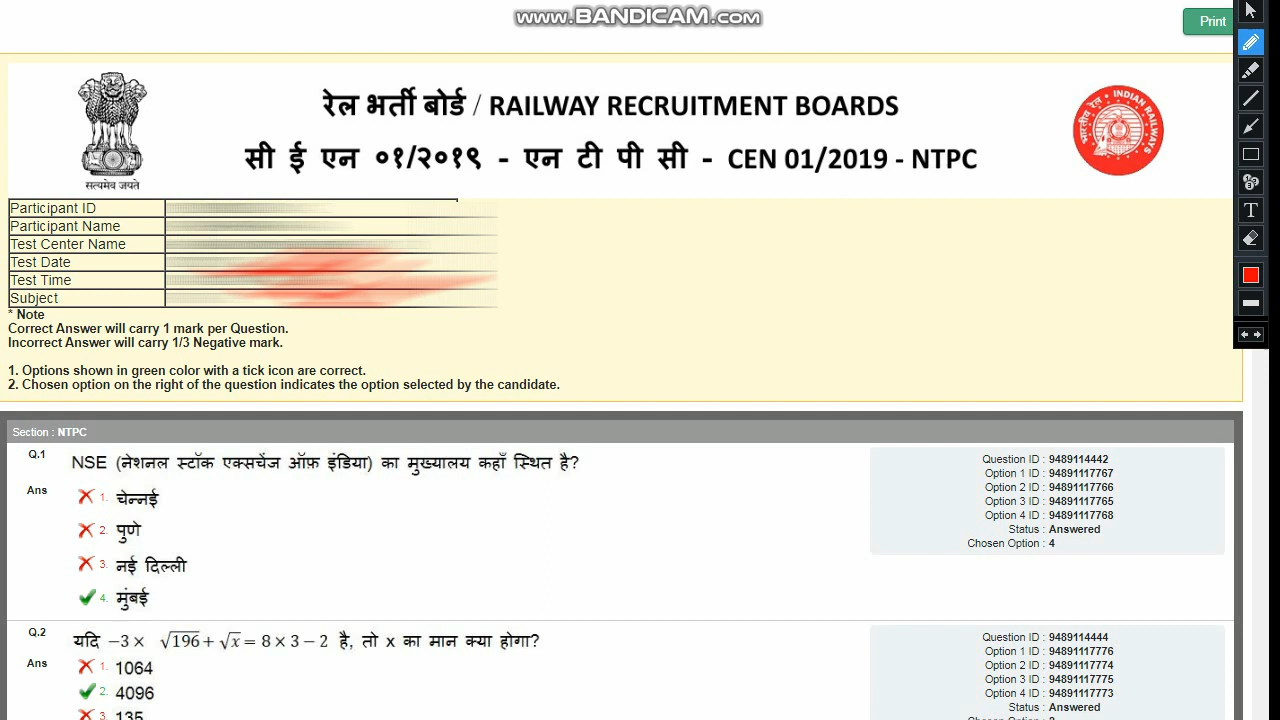 www.BANDICAM.com
Print
रेल भर्ती बोर्ड / RAILWAY RECRUITMENT BOARDS
सी ई एन ०१/२०१९ - एन टी पी सी - CEN 01/2019 - NTPC
सत्यमेव जयते
भारतीय रेल INDIAN RAILWAYS
Participant ID
Participant Name
Test Center Name
Test Date
Test Time
Subject
* Note
Correct Answer will carry 1 mark per Question.
Incorrect Answer will carry 1/3 Negative mark.
1. Options shown in green color with a tick icon are correct.
2. Chosen option on the right of the question indicates the option selected by the candidate.
Section : NTPC
Q.1 NSE (नेशनल स्टॉक एक्सचेंज ऑफ़ इंडिया) का मुख्यालय कहाँ स्थित है?
Ans 1. चेन्नई
2. पुणे
3. नई दिल्ली
4. मुंबई
Question ID : 9489114442
Option 1 ID : 94891117767
Option 2 ID : 94891117766
Option 3 ID : 94891117765
Option 4 ID : 94891117768
Status : Answered
Chosen Option : 4
Q.2 यदि −3 × √196 + √x = 8 × 3 − 2 है, तो x का मान क्या होगा?
Ans 1. 1064
2. 4096
3. 135
Question ID : 9489114444
Option 1 ID : 94891117776
Option 2 ID : 94891117774
Option 3 ID : 94891117775
Option 4 ID : 94891117773
Status : Answered
Chosen Option : 2